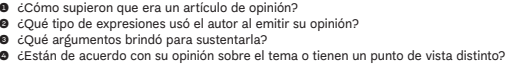 ❶ ¿Cómo supieron que era un artículo de opinión?
❷ ¿Qué tipo de expresiones usó el autor al emitir su opinión?
❸ ¿Qué argumentos brindó para sustentarla?
❹ ¿Están de acuerdo con su opinión sobre el tema o tienen un punto de vista distinto?